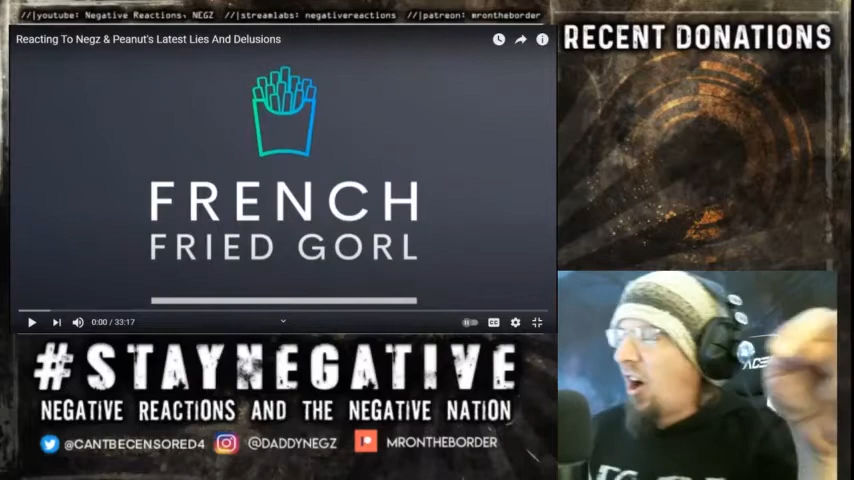 //|youtube: Negative Reactions, NEGZ //|streamlabs: negativereactions //|patreon: mrontheborder
Reacting To Negz & Peanut's Latest Lies And Delusions
RECENT DONATIONS
FRENCH
FRIED GORL
0:00 / 33:17
CC
#STAYNEGATIVE
NEGATIVE REACTIONS AND THE NEGATIVE NATION
@CANTBECENSORED4 @DADDYNEGZ MRONTHEBORDER